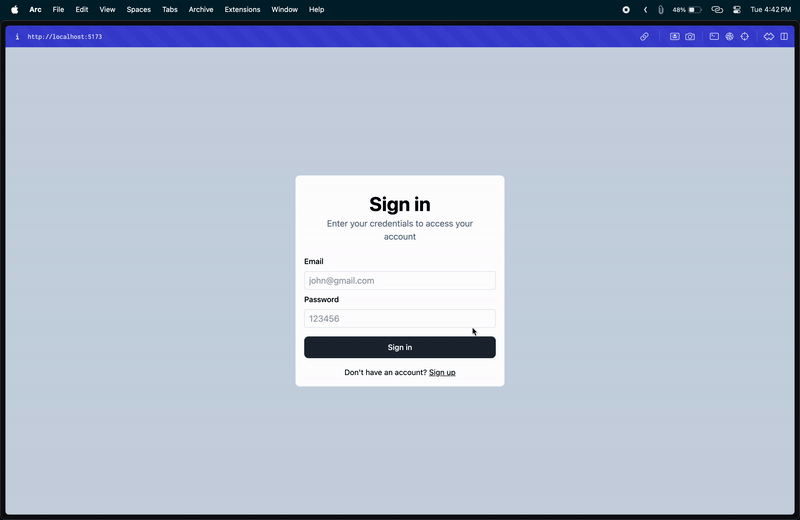 Arc File Edit View Spaces Tabs Archive Extensions Window Help 48% Tue 4:42 PM
http://localhost:5173
Sign in
Enter your credentials to access your
account
Email
john@gmail.com
Password
123456
Sign in
Don't have an account? Sign up